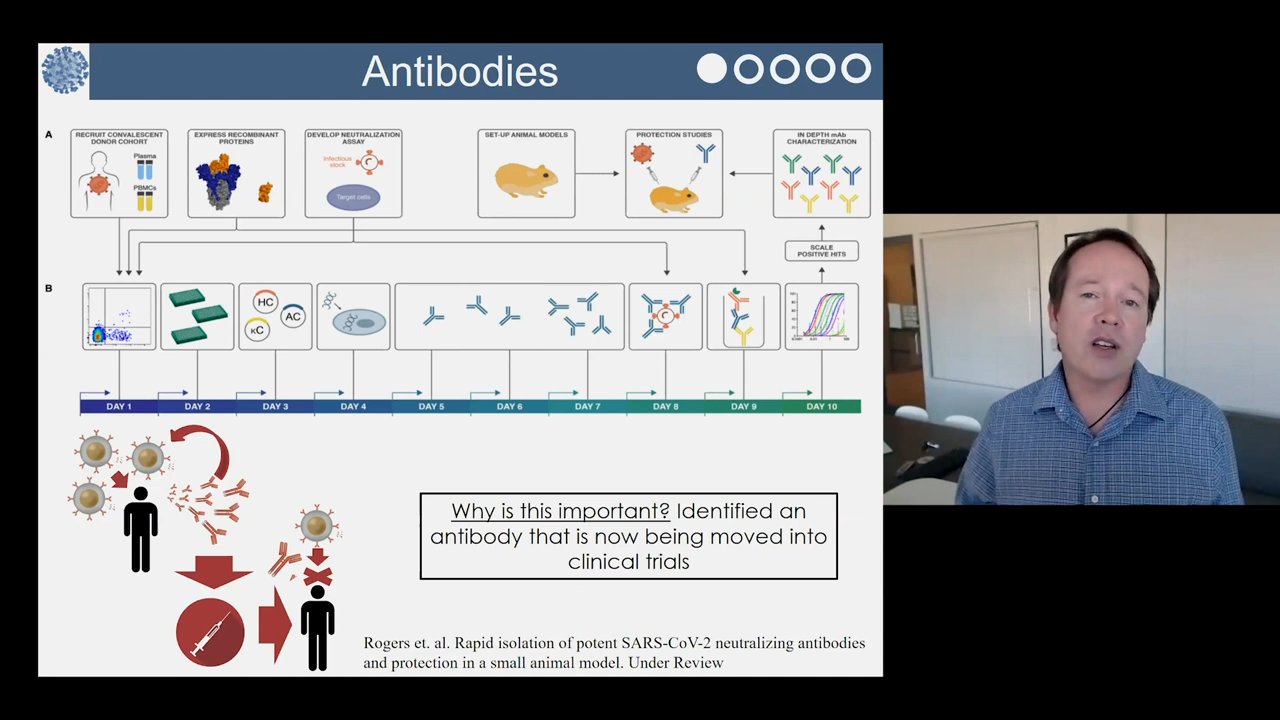 Antibodies
A
RECRUIT CONVALESCENT
DONOR COHORT
Plasma
PBMCs
EXPRESS RECOMBINANT
PROTEINS
DEVELOP NEUTRALIZATION
ASSAY
Infectious
stock
Target cells
SET-UP ANIMAL MODELS
PROTECTION STUDIES
IN DEPTH mAb
CHARACTERIZATION
SCALE
POSITIVE HITS
B
HC
κC
AC
DAY 1
DAY 2
DAY 3
DAY 4
DAY 5
DAY 6
DAY 7
DAY 8
DAY 9
DAY 10
Why is this important? Identified an
antibody that is now being moved into
clinical trials
Rogers et. al. Rapid isolation of potent SARS-CoV-2 neutralizing antibodies
and protection in a small animal model. Under Review